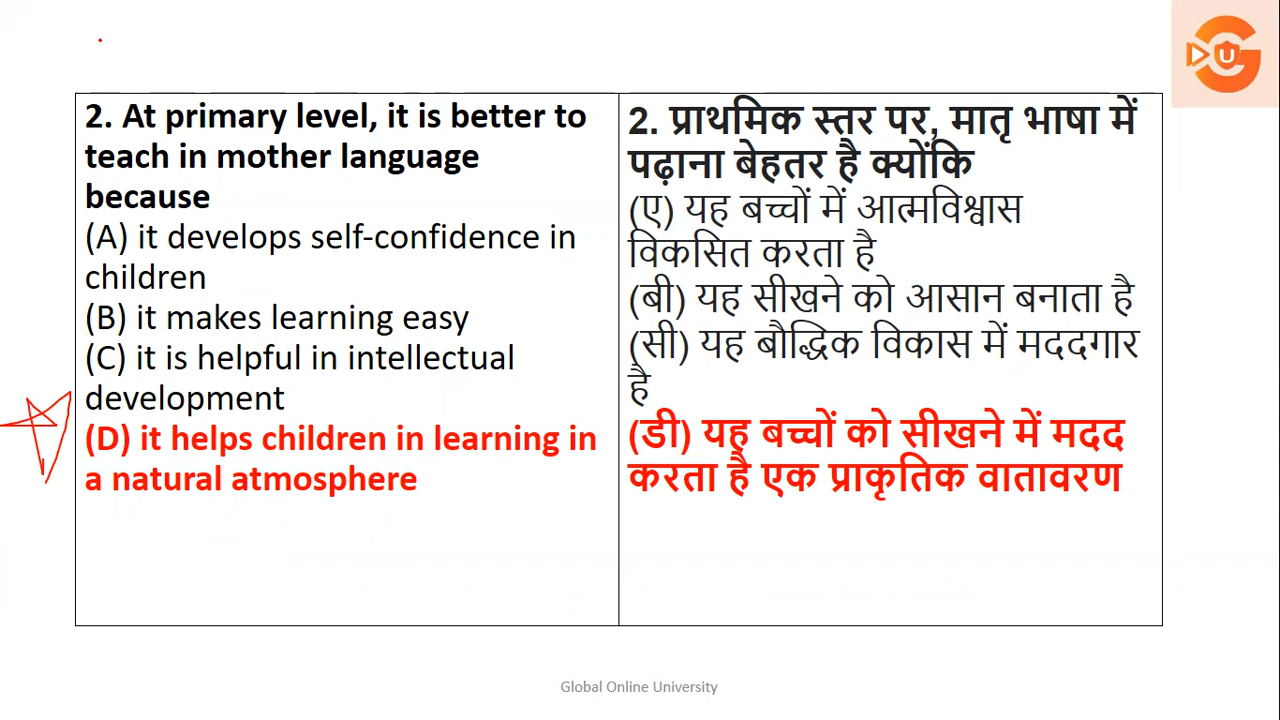 2. At primary level, it is better to
teach in mother language
because
(A) it develops self-confidence in
children
(B) it makes learning easy
(C) it is helpful in intellectual
development
(D) it helps children in learning in
a natural atmosphere
2. प्राथमिक स्तर पर, मातृ भाषा में
पढ़ाना बेहतर है क्योंकि
(ए) यह बच्चों में आत्मविश्वास
विकसित करता है
(बी) यह सीखने को आसान बनाता है
(सी) यह बौद्धिक विकास में मददगार
है
(डी) यह बच्चों को सीखने में मदद
करता है एक प्राकृतिक वातावरण
Global Online University
G
U